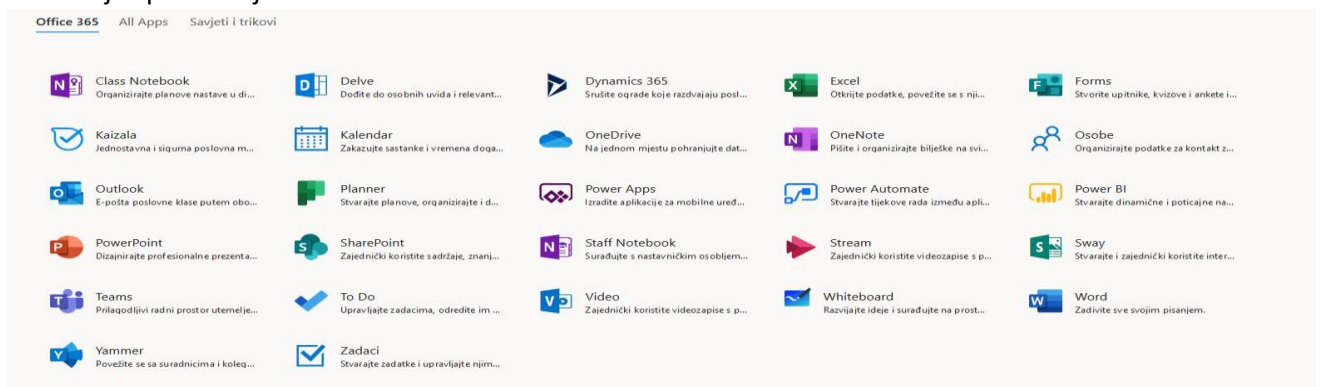 Office 365 All Apps Savjeti i trikovi
Class Notebook Delve Dynamics 365 Excel Forms
Organizirajte planove nastave u di... Dođite do osobnih uvida i relevant... Srušite ograde koje razdvajaju posl... Otkrijte podatke, povežite se s nji... Stvorite upitnike, kvizove i ankete i...
Kaizala Kalendar OneDrive OneNote Osobe
Jednostavna i sigurna poslovna m... Zakazujte sastanke i vremena doga... Na jednom mjestu pohranjujte dat... Pišite i organizirajte bilješke na svi... Organizirajte podatke za kontakt z...
Outlook Planner Power Apps Power Automate Power BI
E-pošta poslovne klase putem obo... Stvarajte planove, organizirajte i d... Izradite aplikacije za mobilne uređ... Stvarajte tijekove rada između apli... Stvarajte dinamične i poticajne na...
PowerPoint SharePoint Staff Notebook Stream Sway
Dizajnirajte profesionalne prezenta... Zajednički koristite sadržaje, znanj... Surađujte s nastavničkim osobljem... Zajednički koristite videozapise s p... Stvarajte i zajednički koristite inter...
Teams To Do Video Whiteboard Word
Prilagodljivi radni prostor utemelje... Upravljajte zadacima, odredite im ... Zajednički koristite videozapise s p... Razvijajte ideje i surađujte na prost... Zadivite sve svojim pisanjem.
Yammer Zadaci
Povežite se sa suradnicima i koleg... Stvarajte zadatke i upravljajte njim...